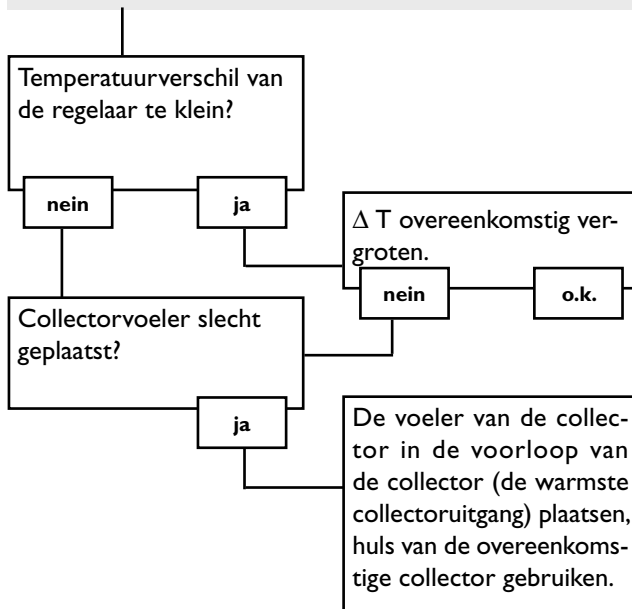 Temperatuurverschil van
de regelaar te klein?
nein
ja
∆ T overeenkomstig ver-
groten.
nein
o.k.
Collectorvoeler slecht
geplaatst?
ja
De voeler van de collec-
tor in de voorloop van
de collector (de warmste
collectoruitgang) plaatsen,
huls van de overeenkoms-
tige collector gebruiken.